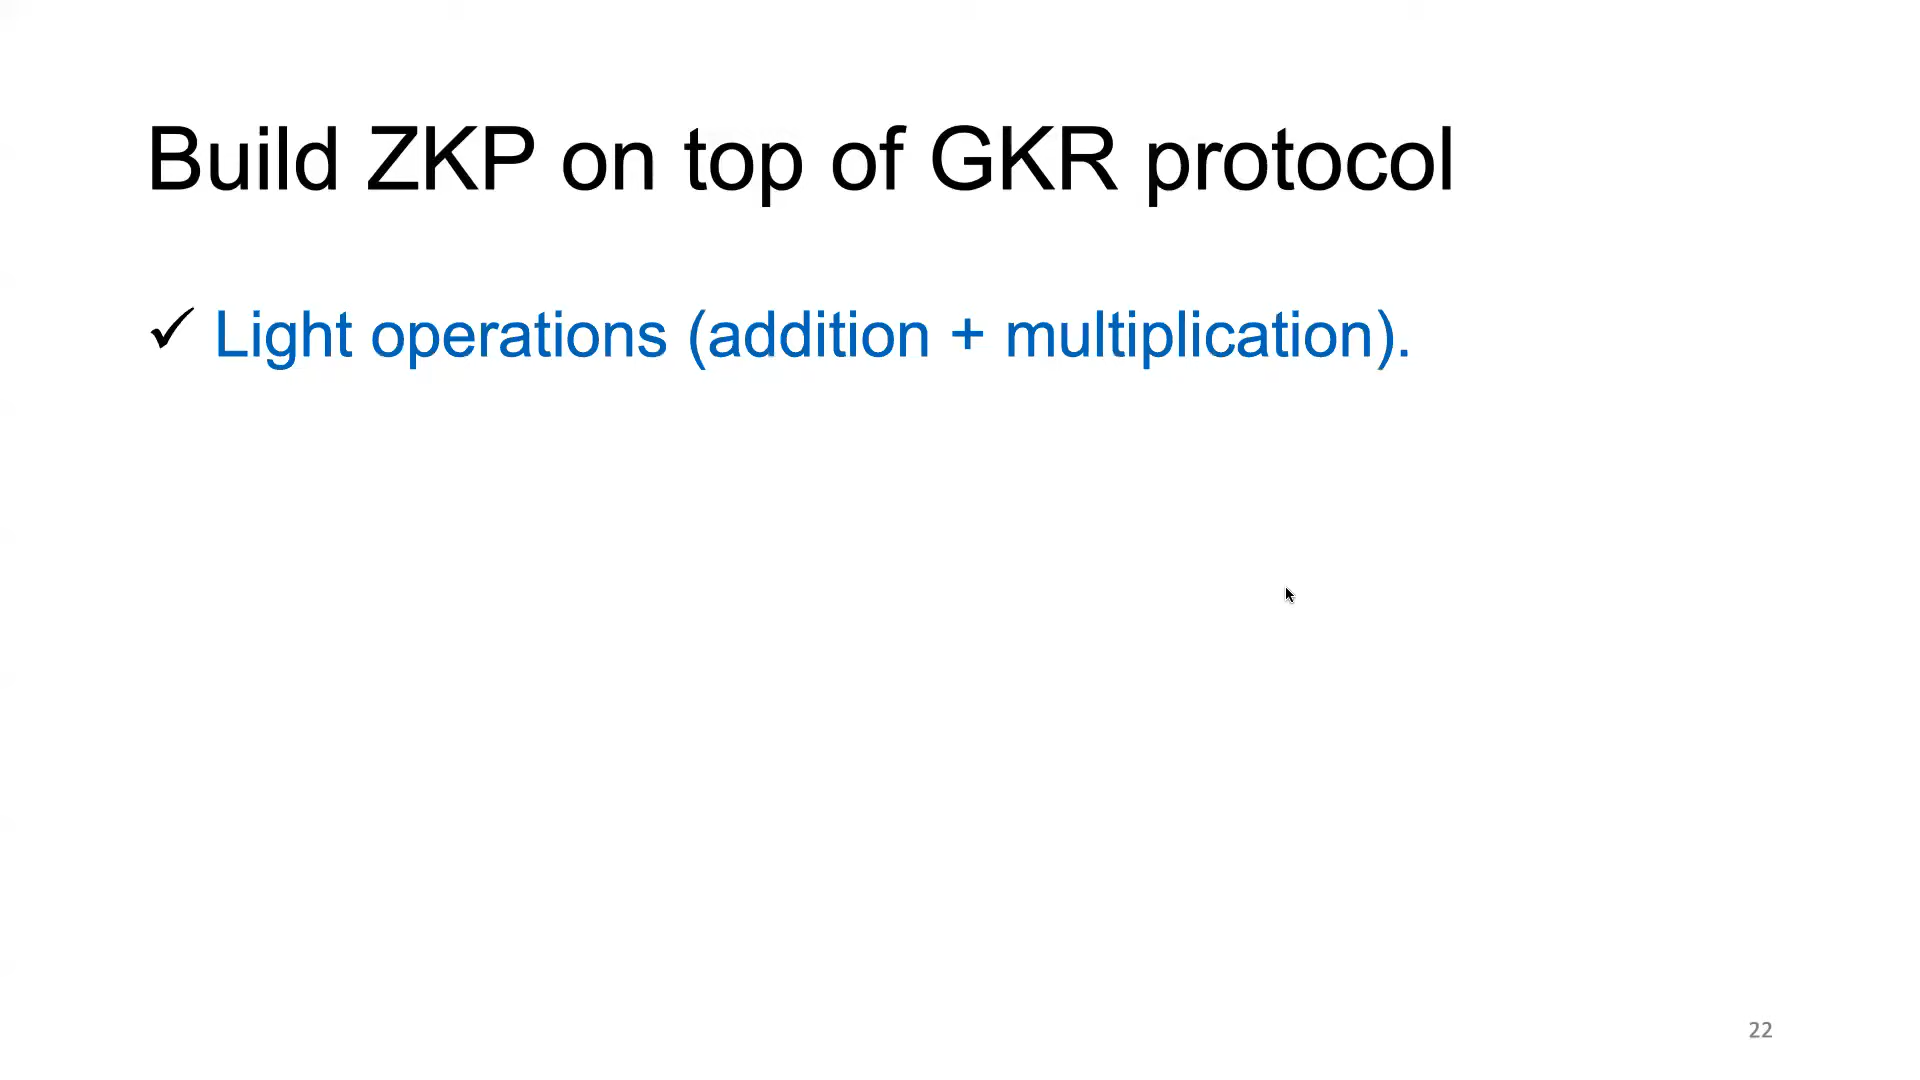 Build ZKP on top of GKR protocol
✓ Light operations (addition + multiplication).
22